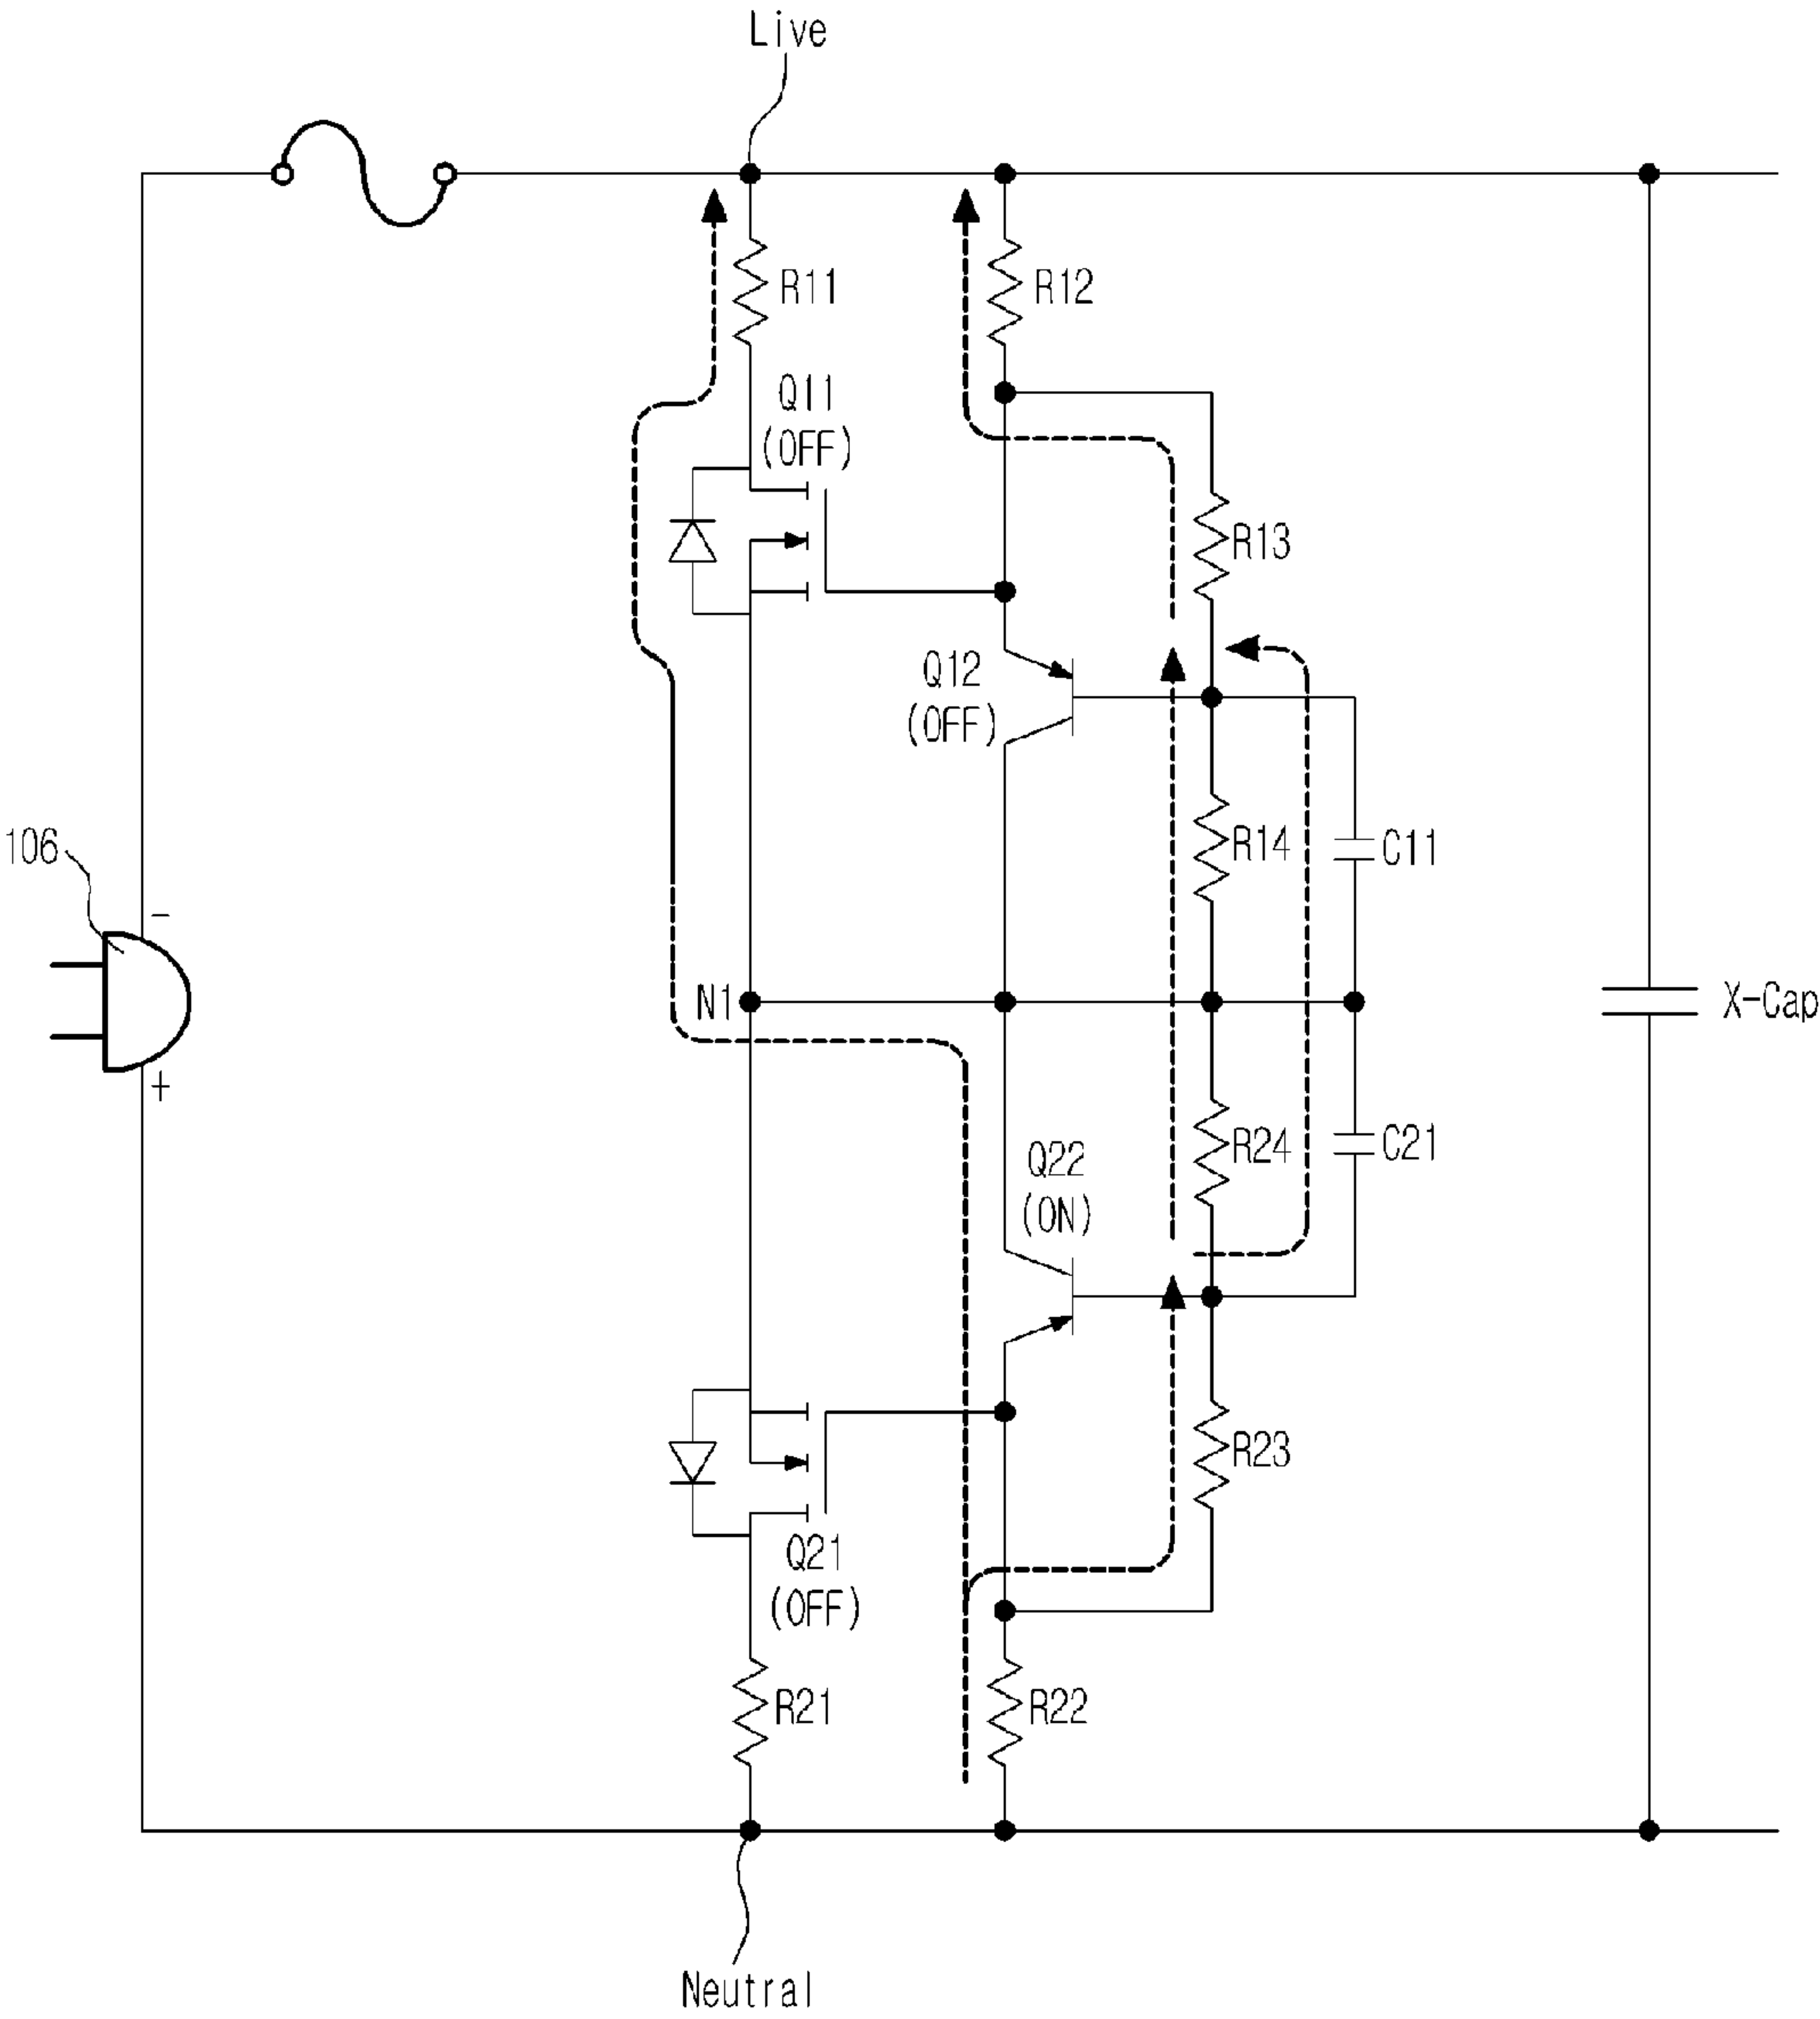 Live
R11
R12
Q11
(OFF)
R13
Q12
(OFF)
106
R14
C11
-
N1
X-Cap
+
Q22
(ON)
R24
C21
R23
Q21
(OFF)
R21
R22
Neutral